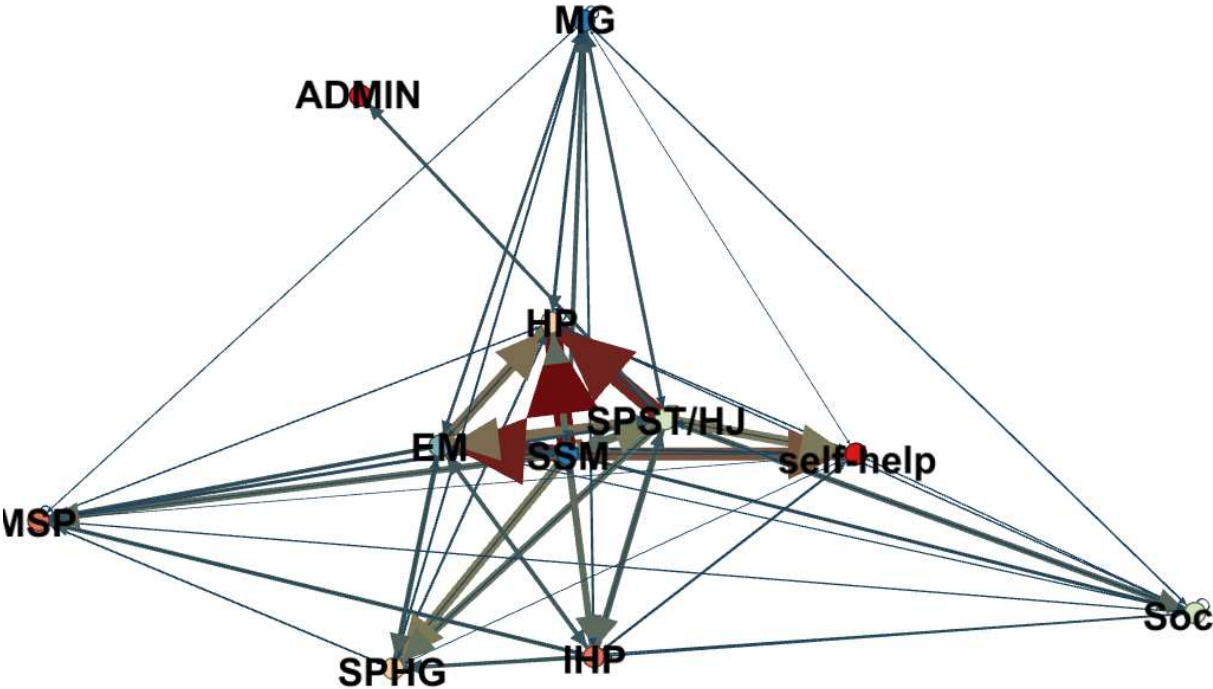 MG
ADMIN
HP
SPST/HJ
EM
SSM
self-help
MSP
Soc
SPHG
IHP